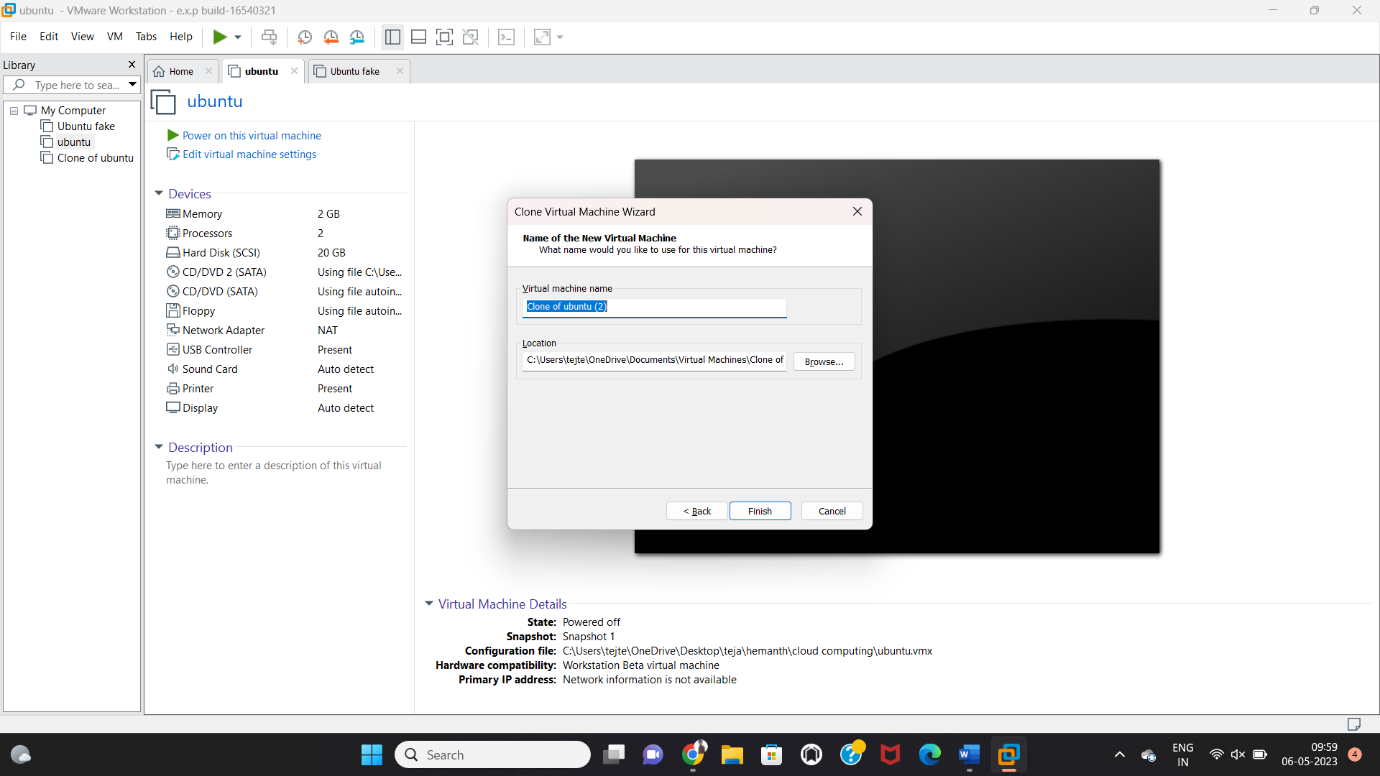 ubuntu - VMware Workstation - e.x.p build-16540321
File Edit View VM Tabs Help
Library
Type here to sea...
My Computer
Ubuntu fake
ubuntu
Clone of ubuntu
Home
ubuntu
Ubuntu fake
ubuntu
Power on this virtual machine
Edit virtual machine settings
Devices
Memory 2 GB
Processors 2
Hard Disk (SCSI) 20 GB
CD/DVD 2 (SATA) Using file C:\Use...
CD/DVD (SATA) Using file autoin...
Floppy Using file autoin...
Network Adapter NAT
USB Controller Present
Sound Card Auto detect
Printer Present
Display Auto detect
Description
Type here to enter a description of this virtual
machine.
Clone Virtual Machine Wizard
Name of the New Virtual Machine
What name would you like to use for this virtual machine?
Virtual machine name
Clone of ubuntu (2)
Location
C:\Users\tejte\OneDrive\Documents\Virtual Machines\Clone of
Browse...
< Back Finish Cancel
Virtual Machine Details
State: Powered off
Snapshot: Snapshot 1
Configuration file: C:\Users\tejte\OneDrive\Desktop\teja\hemanth\cloud computing\ubuntu.vmx
Hardware compatibility: Workstation Beta virtual machine
Primary IP address: Network information is not available
Search
ENG
IN
09:59
06-05-2023
4